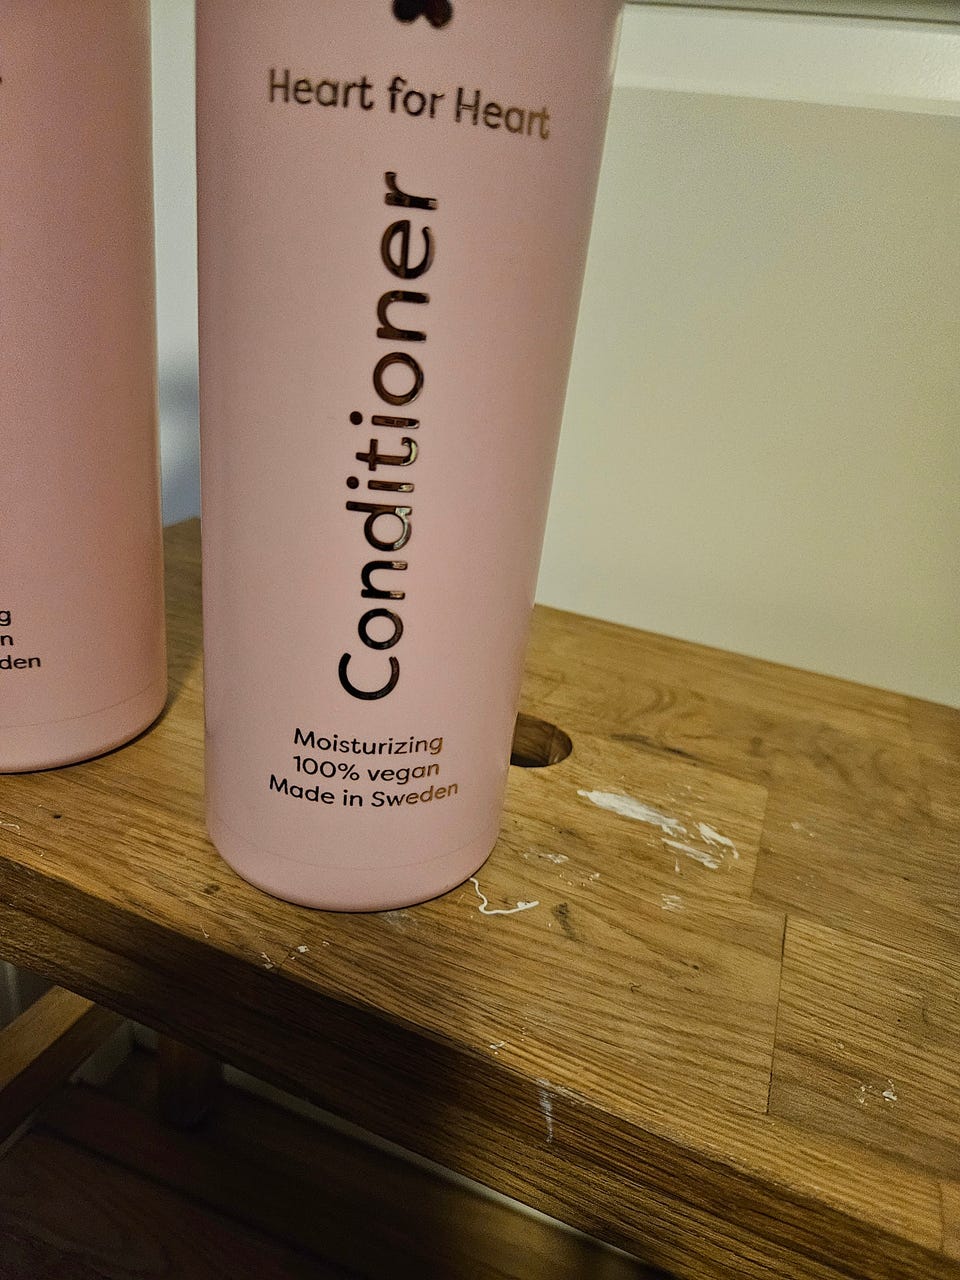 Heart for Heart
Conditioner
Moisturizing
100% vegan
Made in Sweden